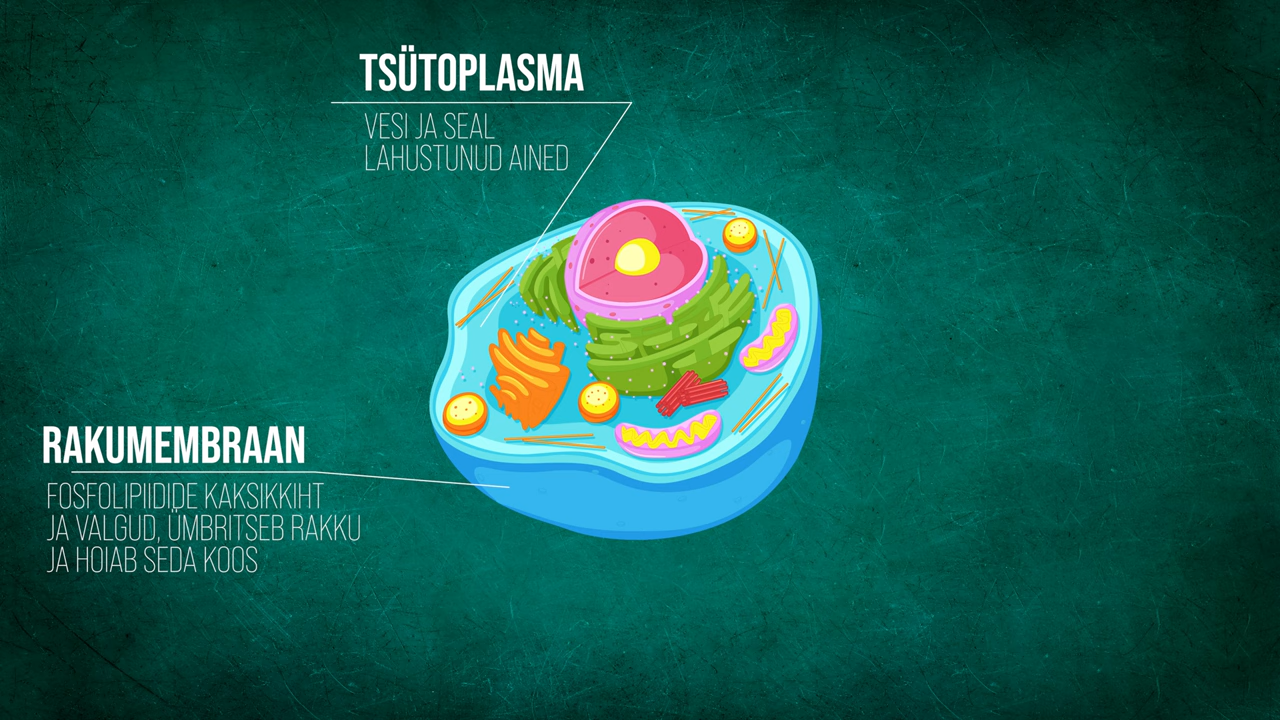 TSÜTOPLASMA
VESI JA SEAL
LAHUSTUNUD AINED
RAKUMEMBRAAN
FOSFOLIPIIDIDE KAKSIKKIHT
JA VALGUD, ÜMBRITSEB RAKKU
JA HOIAB SEDA KOOS